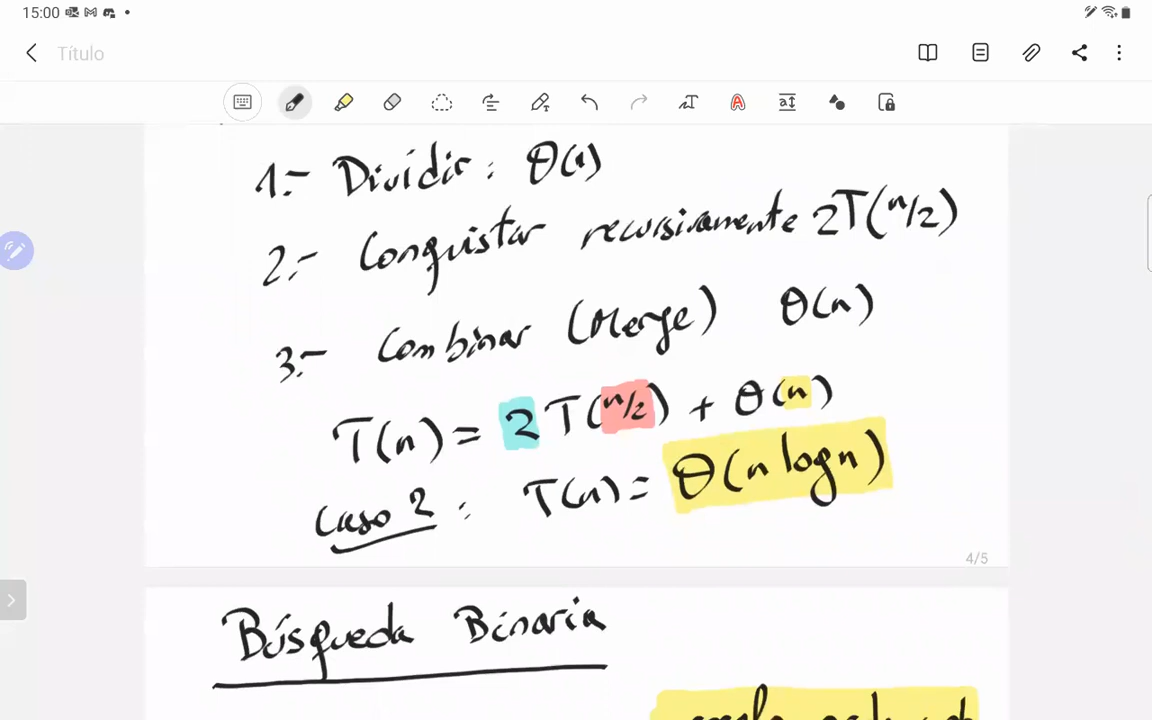 15:00
Título
1.- Dividir: Θ(1)
2.- Conquistar recursivamente 2T(n/2)
3.- Combinar (Merge) Θ(n)
T(n) = 2T(n/2) + Θ(n)
Caso 2: T(n) = Θ(n log n)
4/5
Búsqueda Binaria